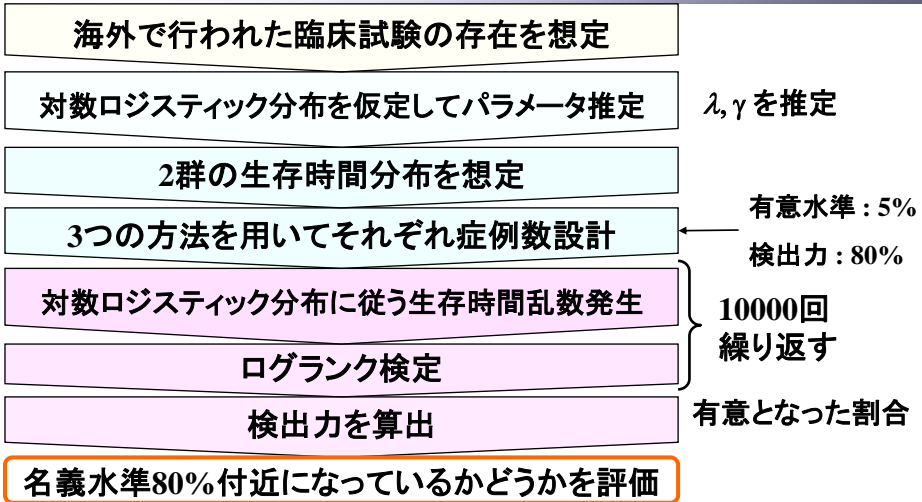 海外で行われた臨床試験の存在を想定
対数ロジスティック分布を仮定してパラメータ推定
λ, γ を推定
2群の生存時間分布を想定
3つの方法を用いてそれぞれ症例数設計
有意水準 : 5%
検出力 : 80%
対数ロジスティック分布に従う生存時間乱数発生
ログランク検定
10000回
繰り返す
検出力を算出
有意となった割合
名義水準80%付近になっているかどうかを評価